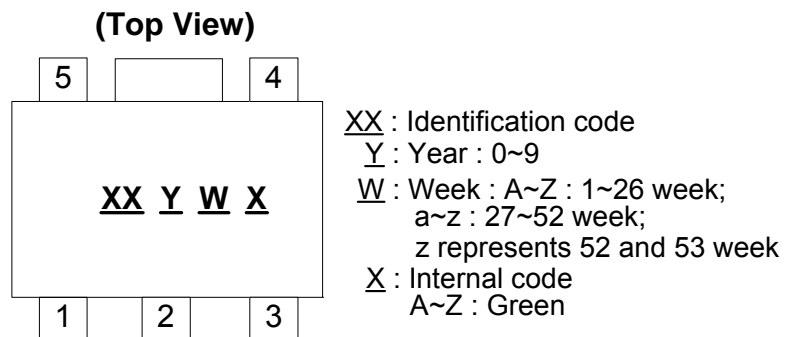 (Top View)
5 4
XX Y W X
1 2 3
XX : Identification code
Y : Year : 0~9
W : Week : A~Z : 1~26 week;
a~z : 27~52 week;
z represents 52 and 53 week
X : Internal code
A~Z : Green